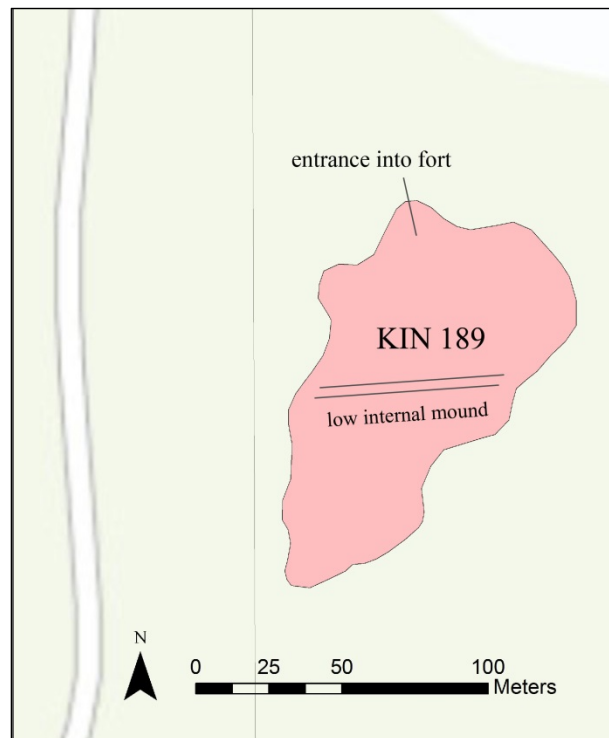 entrance into fort
KIN 189
low internal mound
N
0 25 50 100
Meters